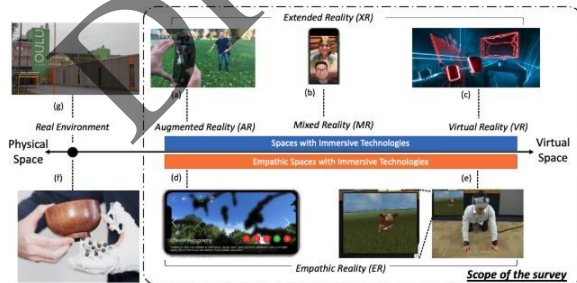 Extended Reality (XR)
OULU
(g)
(a)
(b)
(c)
Real Environment
Augmented Reality (AR)
Mixed Reality (MR)
Virtual Reality (VR)
Physical
Space
Spaces with Immersive Technologies
Empathic Spaces with Immersive Technologies
Virtual
Space
(f)
(d)
(e)
Empathic Reality (ER)
Scope of the survey